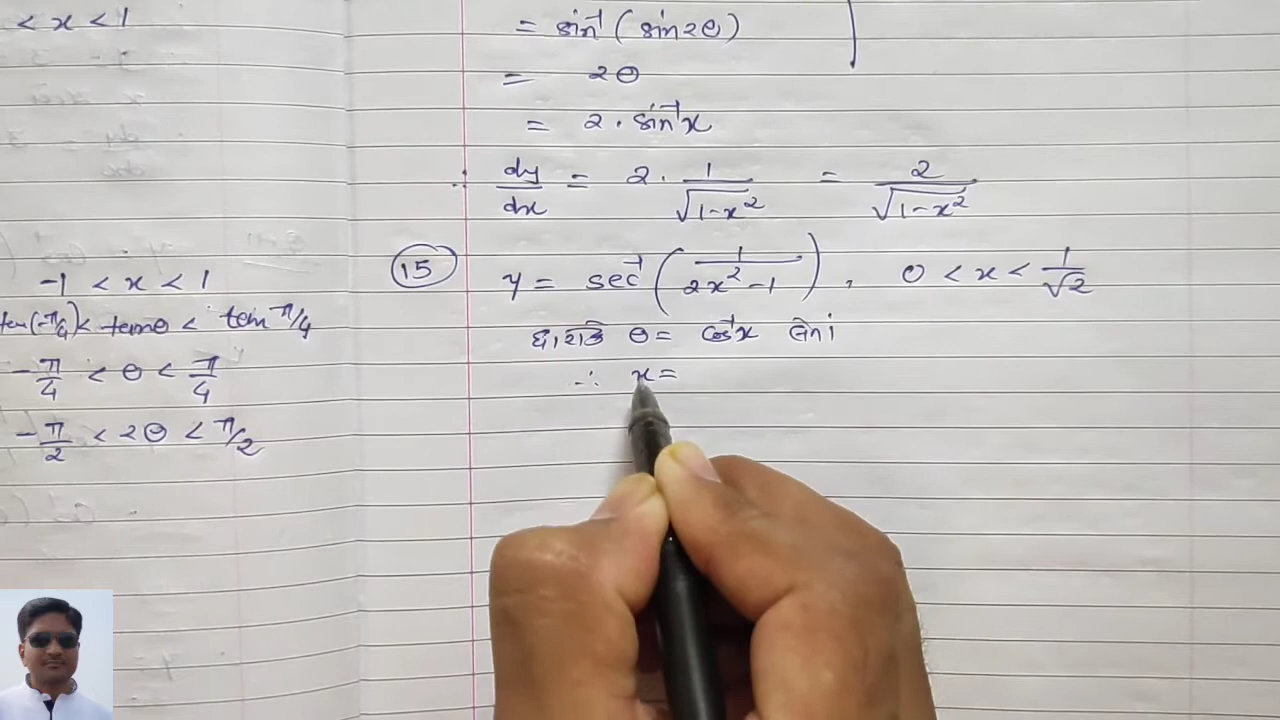 < x < 1
-1 < x < 1
tan(-π/4) < tanθ < tan π/4
-π/4 < θ < π/4
-π/2 < 2θ < π/2
= sin⁻¹(sin2θ)
= 2θ
= 2 · sin⁻¹x
∴ dy/dx = 2 · 1/√(1-x²) = 2/√(1-x²)
(15) y = sec⁻¹(1/(2x²-1)), 0 < x < 1/√2
θ = cos⁻¹x
∴ x =